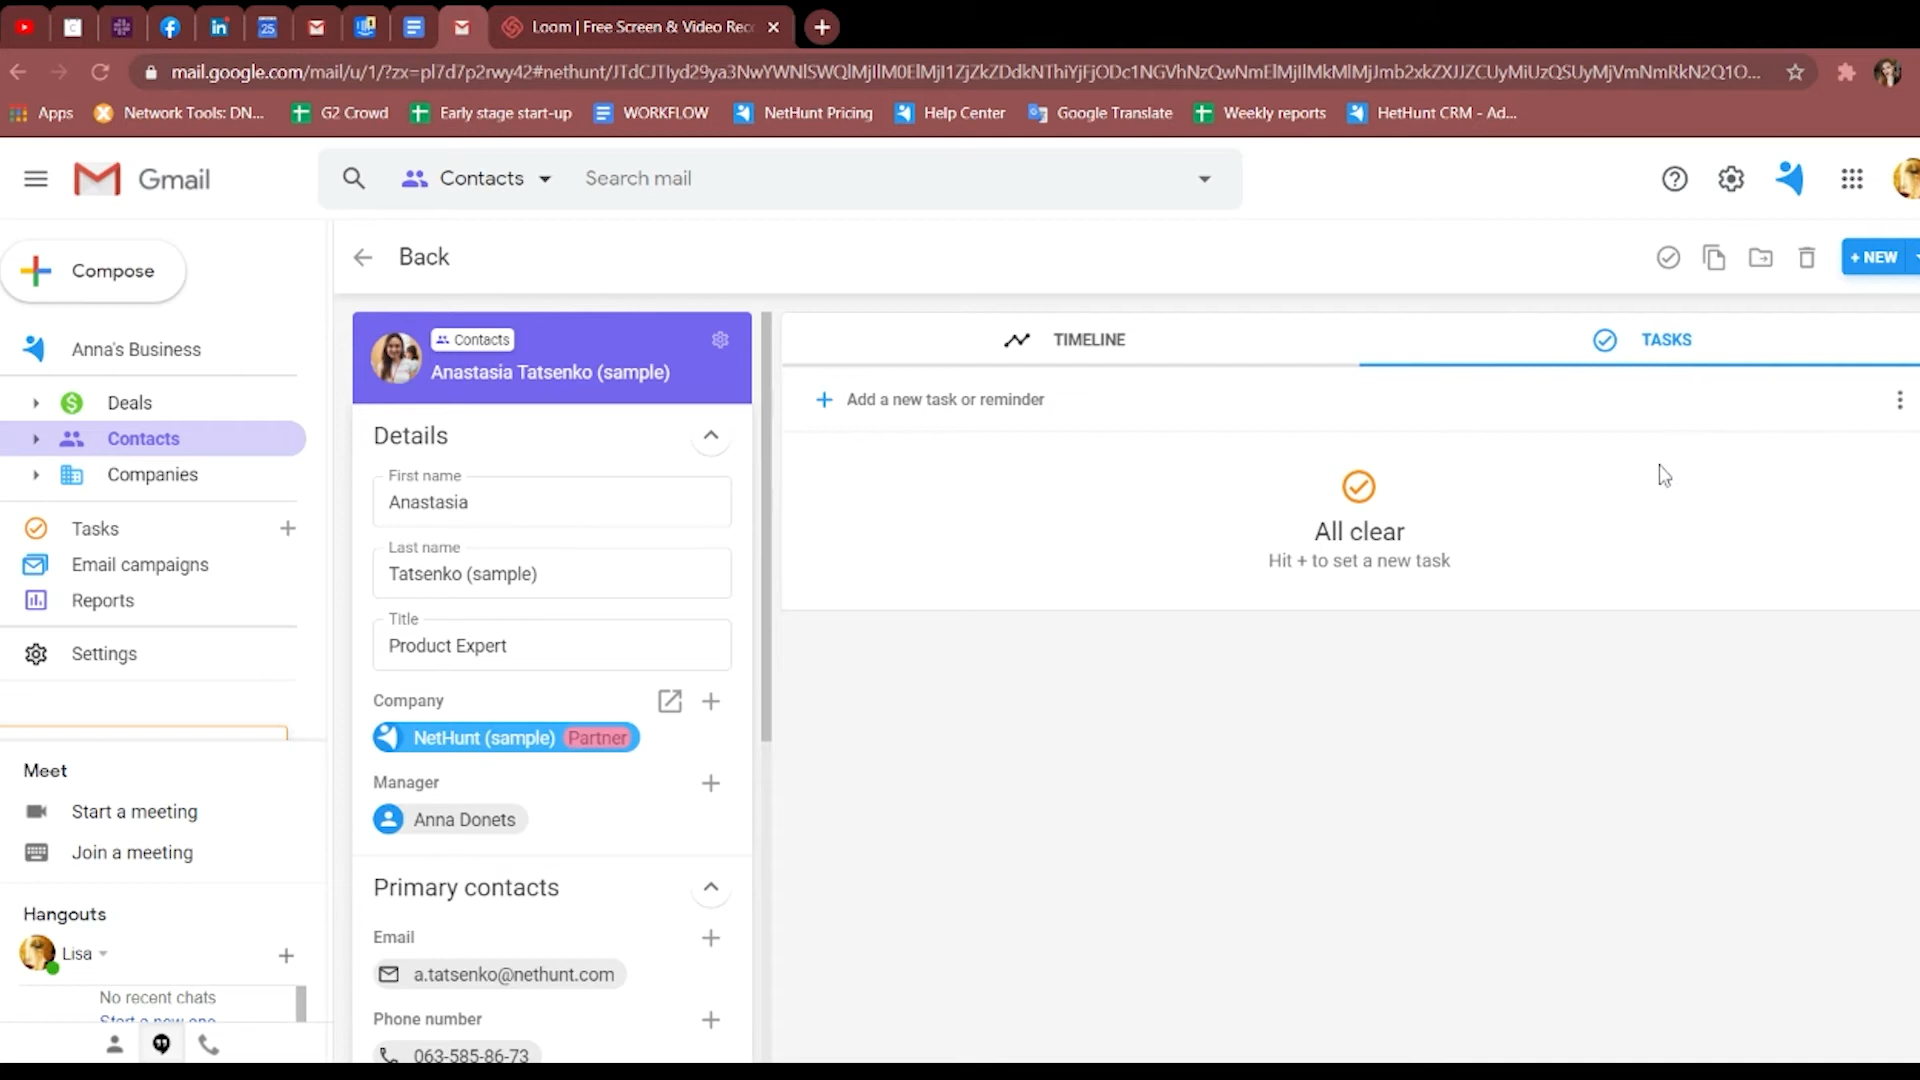 Loom | Free Screen & Video Rec
mail.google.com/mail/u/1/?zx=pl7d7p2rwy42#nethunt/
Apps
Network Tools: DN...
G2 Crowd
Early stage start-up
WORKFLOW
NetHunt Pricing
Help Center
Google Translate
Weekly reports
HetHunt CRM - Ad...
Gmail
Contacts
Search mail
Compose
Back
+ NEW
Anna's Business
Deals
Contacts
Companies
Tasks
Email campaigns
Reports
Settings
Meet
Start a meeting
Join a meeting
Hangouts
Lisa
No recent chats
Start a new one
Contacts
Anastasia Tatsenko (sample)
Details
First name
Anastasia
Last name
Tatsenko (sample)
Title
Product Expert
Company
NetHunt (sample) Partner
Manager
Anna Donets
Primary contacts
Email
a.tatsenko@nethunt.com
Phone number
063-585-86-73
TIMELINE
TASKS
Add a new task or reminder
All clear
Hit + to set a new task